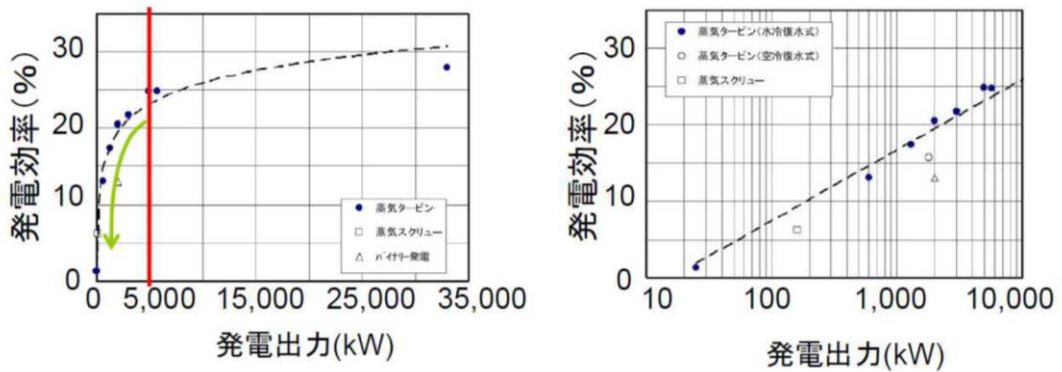 発電効率(%)
30
20
10
0
蒸気タービン
蒸気スクリュー
バイナリー発電
0
5,000
15,000
25,000
35,000
発電出力(kW)
発電効率(%)
30
20
10
0
蒸気タービン(水冷復水式)
蒸気タービン(空冷復水式)
蒸気スクリュー
10
100
1,000
10,000
発電出力(kW)